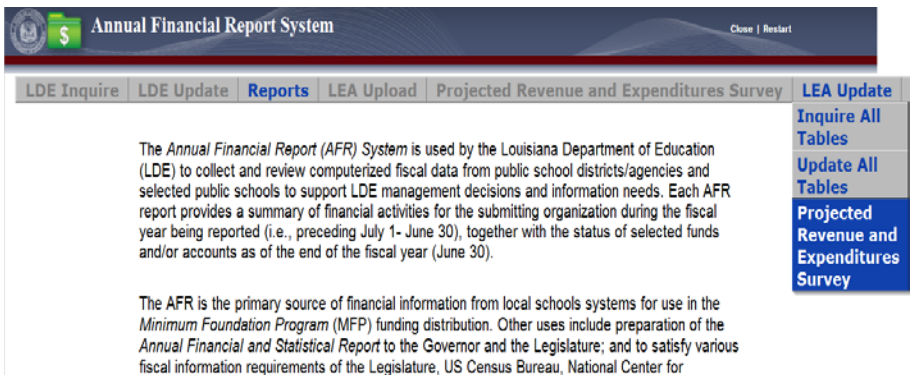 Annual Financial Report System
Close | Restart
LDE Inquire | LDE Update | Reports | LEA Upload | Projected Revenue and Expenditures Survey | LEA Update
Inquire All
Tables
Update All
Tables
Projected
Revenue and
Expenditures
Survey
The Annual Financial Report (AFR) System is used by the Louisiana Department of Education
(LDE) to collect and review computerized fiscal data from public school districts/agencies and
selected public schools to support LDE management decisions and information needs. Each AFR
report provides a summary of financial activities for the submitting organization during the fiscal
year being reported (i.e., preceding July 1- June 30), together with the status of selected funds
and/or accounts as of the end of the fiscal year (June 30).
The AFR is the primary source of financial information from local schools systems for use in the
Minimum Foundation Program (MFP) funding distribution. Other uses include preparation of the
Annual Financial and Statistical Report to the Governor and the Legislature; and to satisfy various
fiscal information requirements of the Legislature, US Census Bureau, National Center for